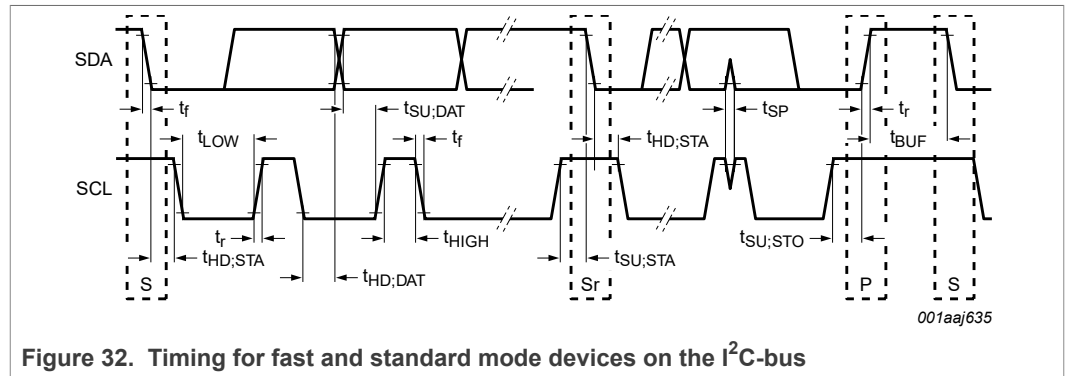 SDA
t_f
t_SU;DAT
t_SP
t_r
t_LOW
t_f
t_HD;STA
t_BUF
SCL
t_r
t_HIGH
t_SU;STO
t_HD;STA
t_SU;STA
t_HD;DAT
S
Sr
P
S
001aaj635
Figure 32. Timing for fast and standard mode devices on the I²C-bus